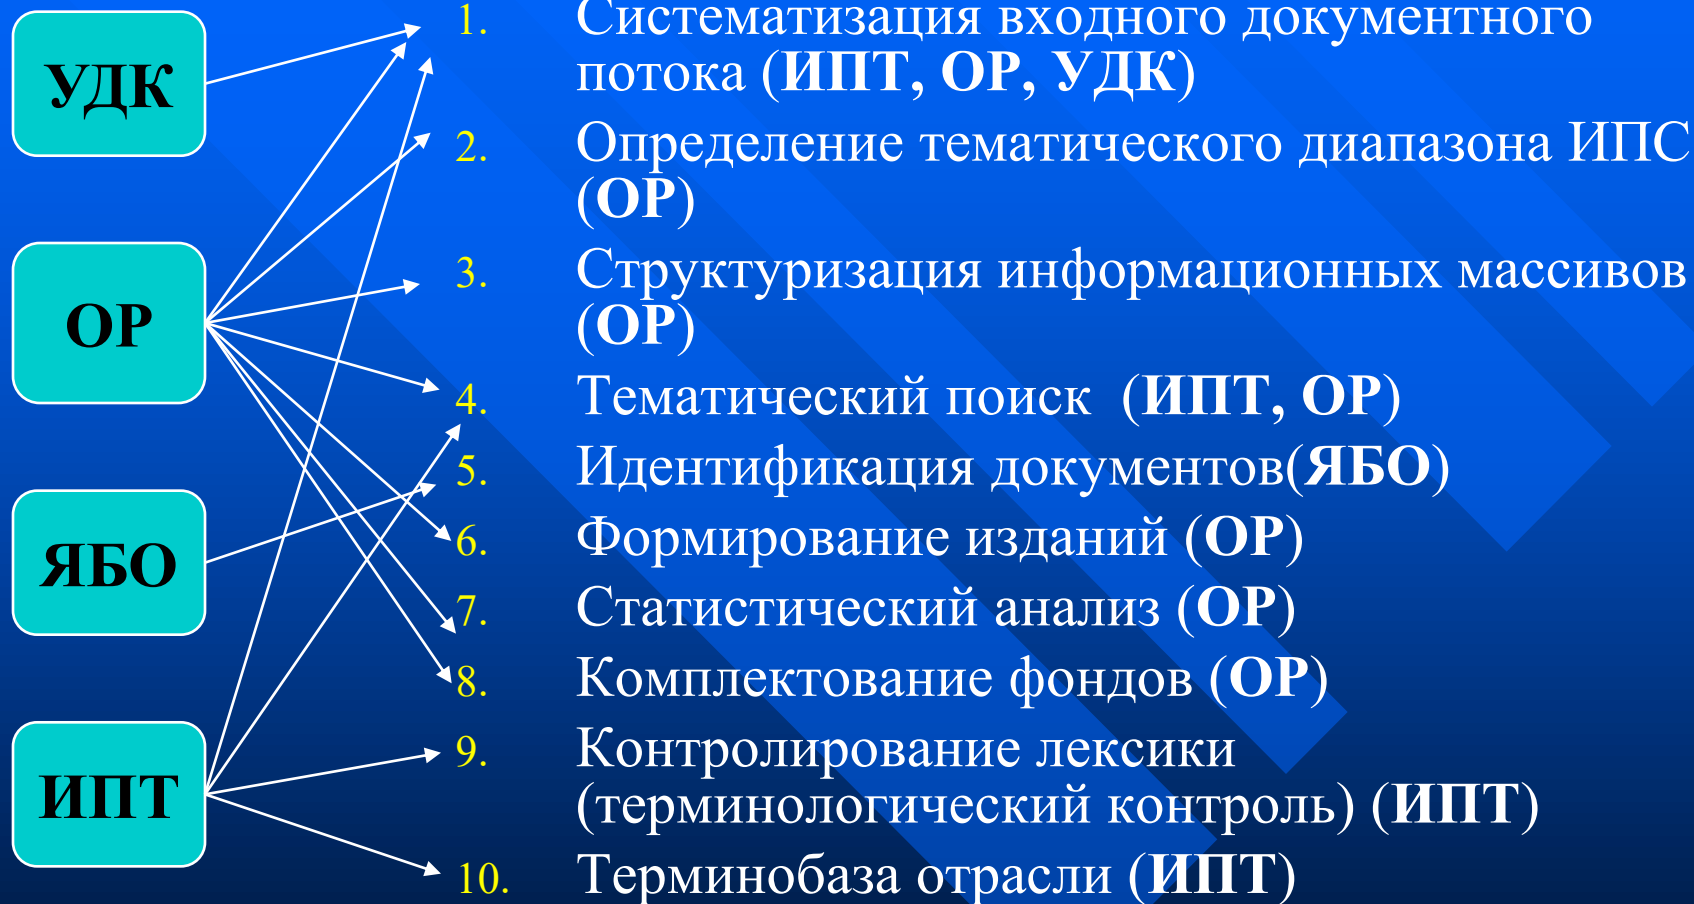 УДК
ОР
ЯБО
ИПТ
1. Систематизация входного документного
потока (ИПТ, ОР, УДК)
2. Определение тематического диапазона ИПС
(ОР)
3. Структуризация информационных массивов
(ОР)
4. Тематический поиск (ИПТ, ОР)
5. Идентификация документов(ЯБО)
6. Формирование изданий (ОР)
7. Статистический анализ (ОР)
8. Комплектование фондов (ОР)
9. Контролирование лексики
(терминологический контроль) (ИПТ)
10. Терминобаза отрасли (ИПТ)